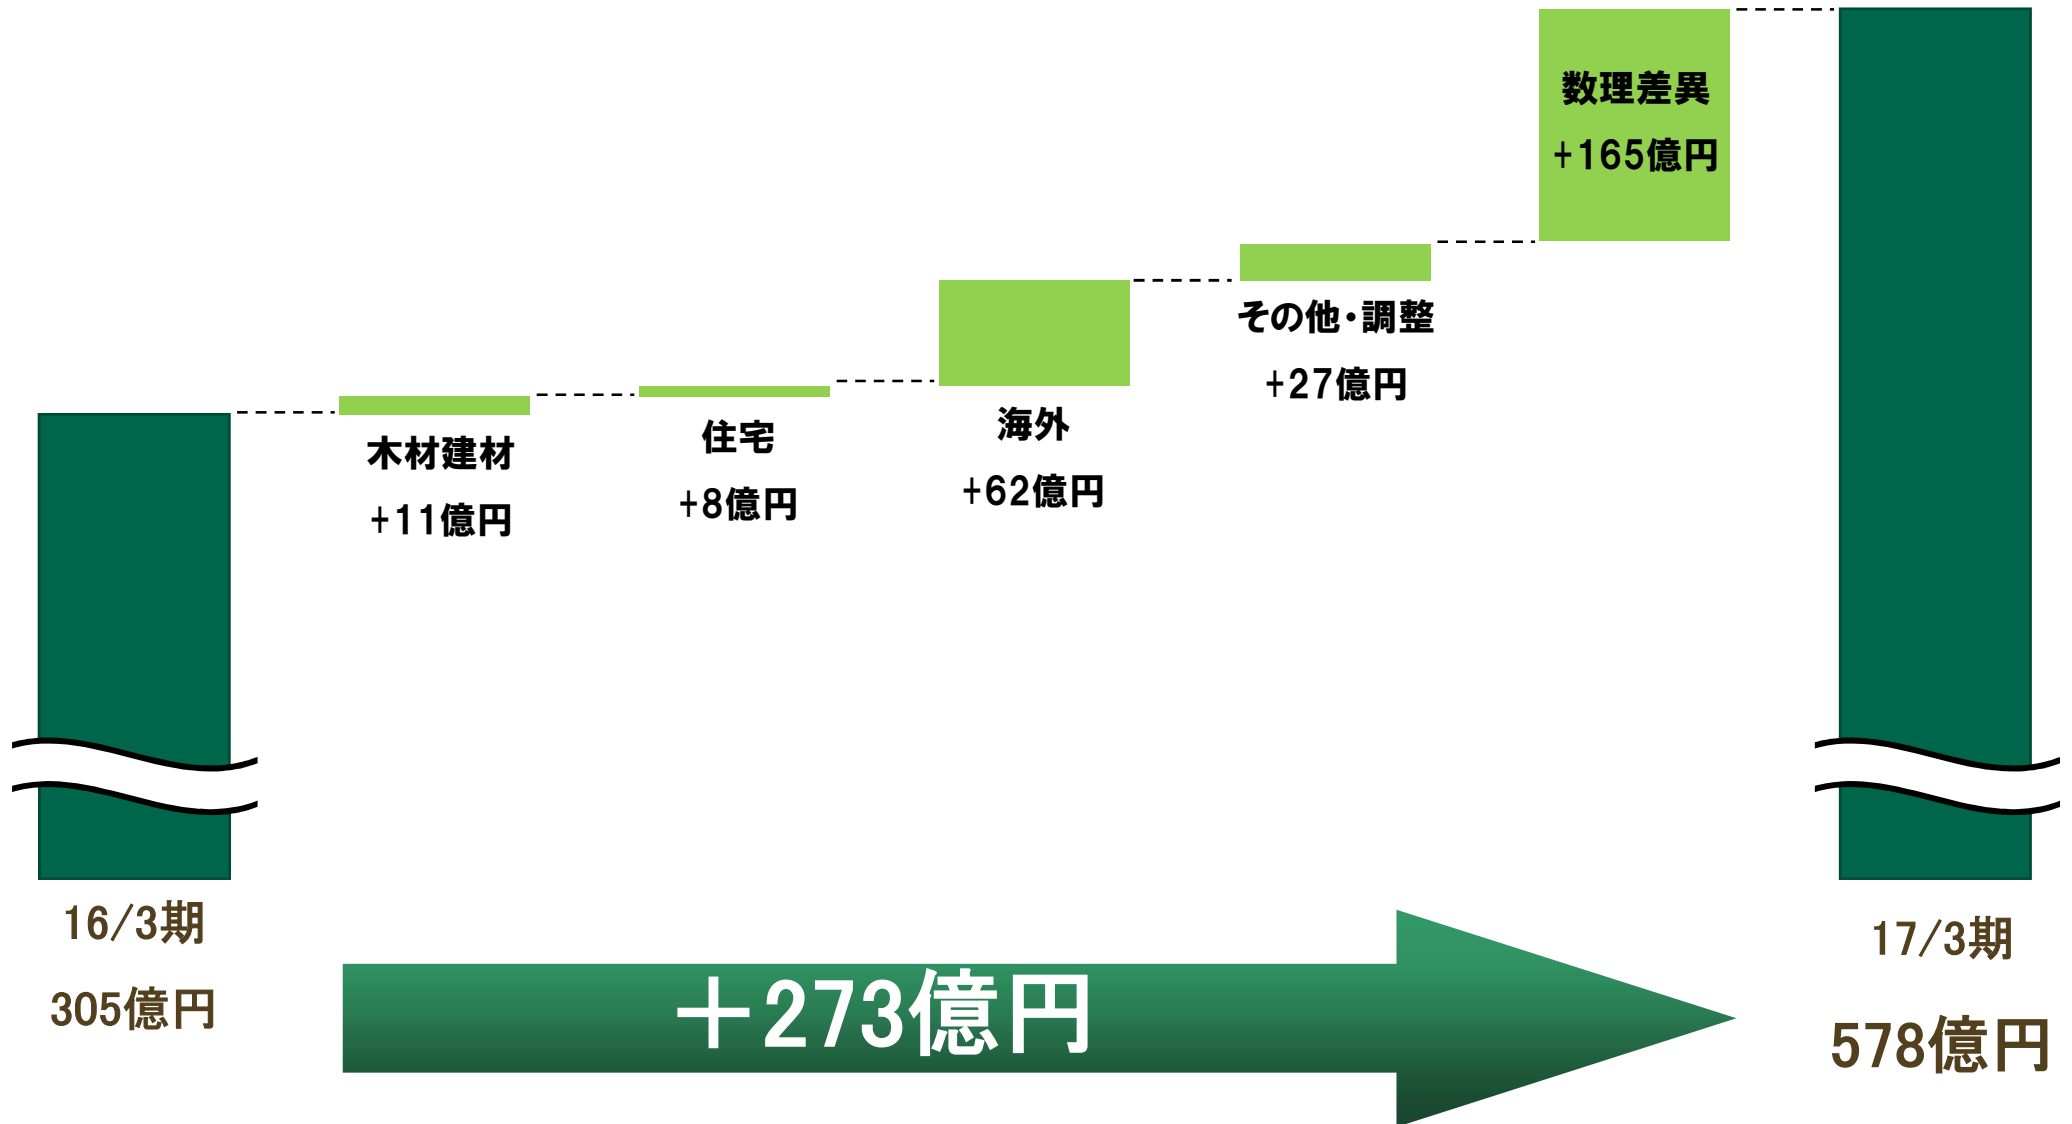 数理差異
+165億円
その他・調整
+27億円
海外
+62億円
住宅
+8億円
木材建材
+11億円
16/3期
305億円
＋273億円
17/3期
578億円